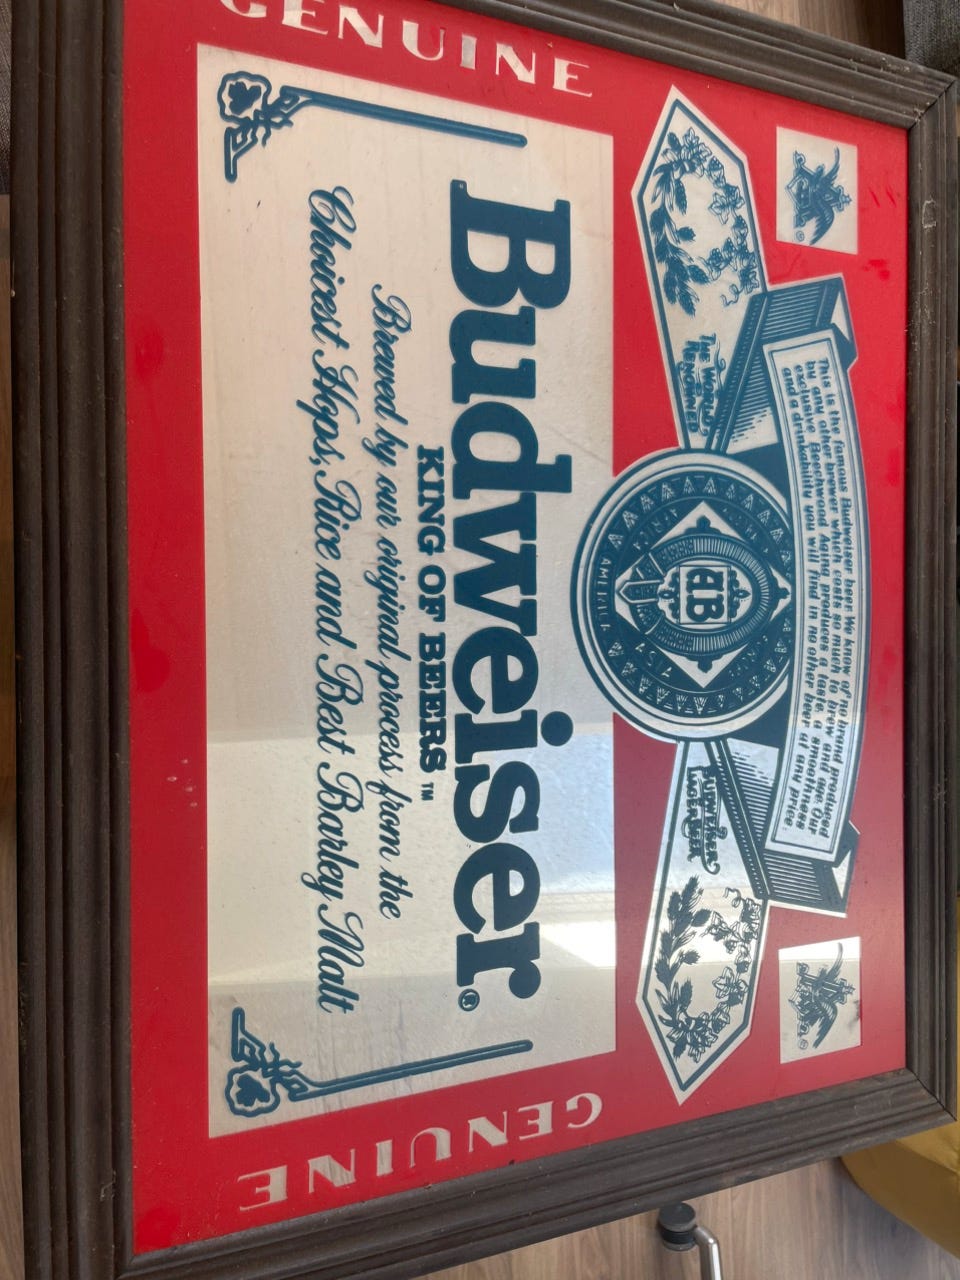 This is the famous Budweiser beer. We know of no brand produced
by any other brewer which costs so much to brew and age. Our
exclusive Beechwood Aging produces a taste, a smoothness
and a drinkability you will find in no other beer at any price.
THE WORLD
RENOWNED
AB
ASIA
AMERICA
LAGER BEER
GENUINE
Budweiser®
KING OF BEERS™
Brewed by our original process from the
Choicest Hops, Rice and Best Barley Malt
GENUINE